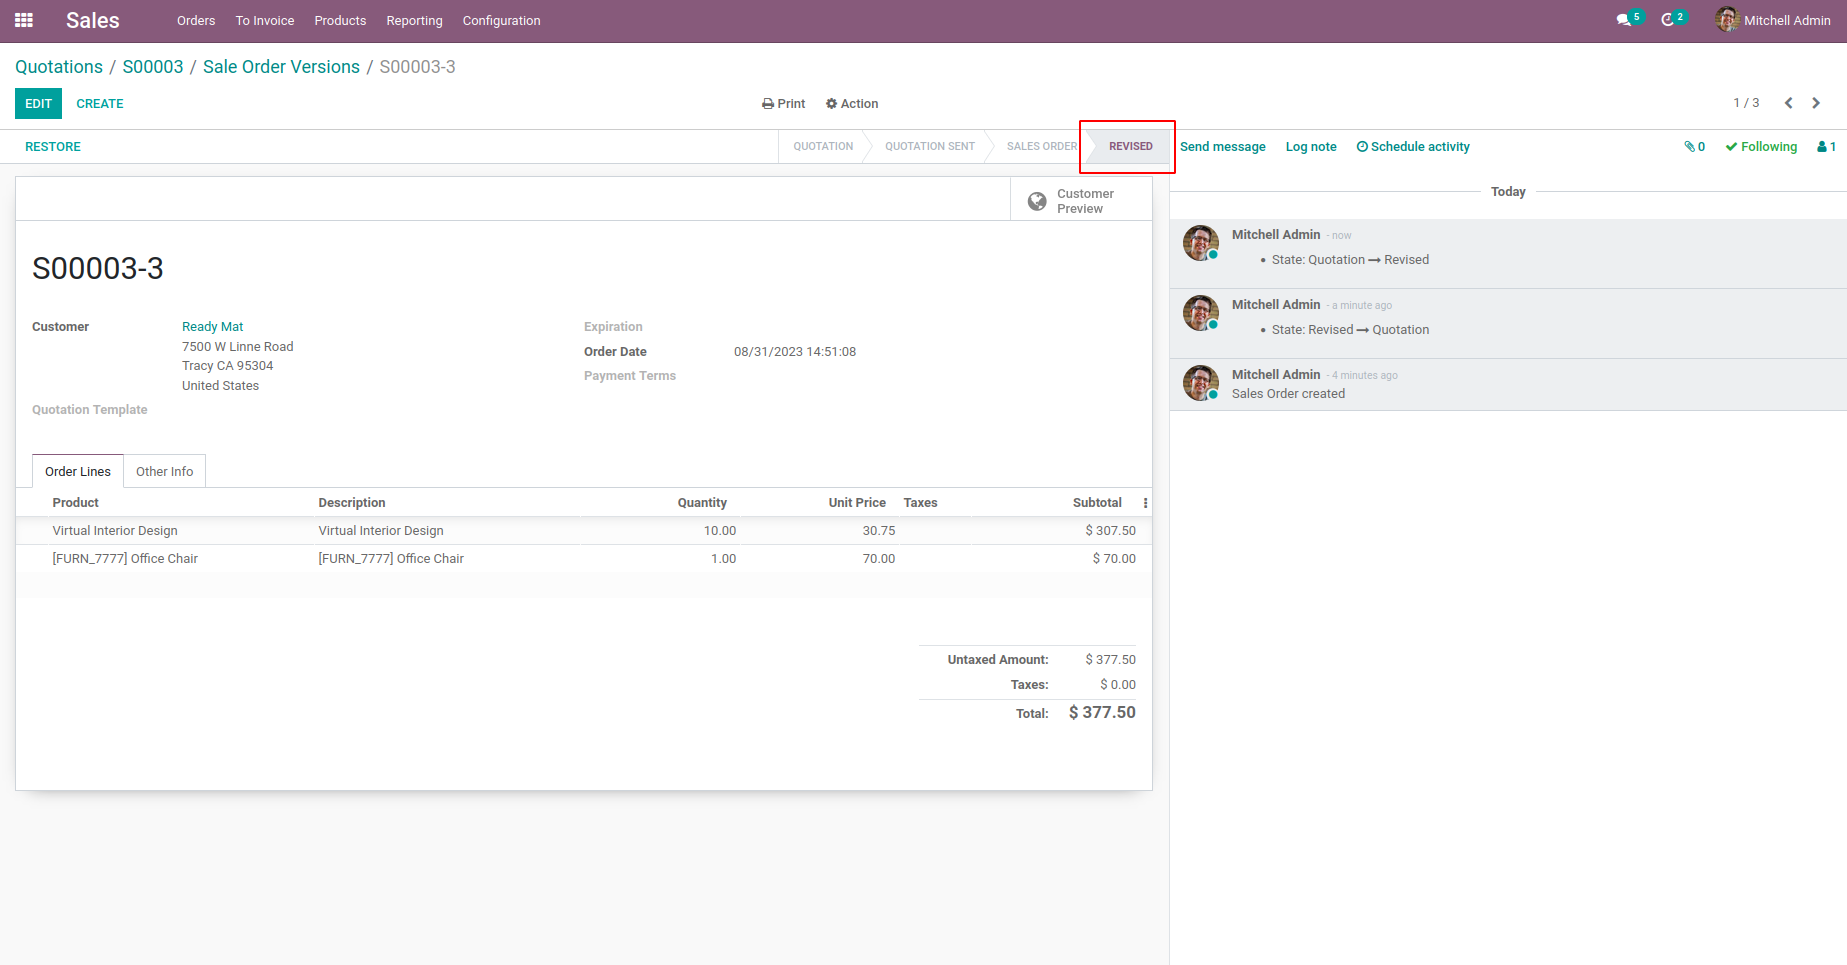 Sales Orders To Invoice Products Reporting Configuration 5 2 Mitchell Admin
Quotations / S00003 / Sale Order Versions / S00003-3
EDIT CREATE Print Action 1 / 3
RESTORE QUOTATION QUOTATION SENT SALES ORDER REVISED Send message Log note Schedule activity 0 Following 1
Customer
Preview
S00003-3
Customer Ready Mat
7500 W Linne Road
Tracy CA 95304
United States
Quotation Template
Expiration
Order Date 08/31/2023 14:51:08
Payment Terms
Order Lines Other Info
Product Description Quantity Unit Price Taxes Subtotal
Virtual Interior Design Virtual Interior Design 10.00 30.75 $ 307.50
[FURN_7777] Office Chair [FURN_7777] Office Chair 1.00 70.00 $ 70.00
Untaxed Amount: $ 377.50
Taxes: $ 0.00
Total: $ 377.50
Today
Mitchell Admin - now
• State: Quotation → Revised
Mitchell Admin - a minute ago
• State: Revised → Quotation
Mitchell Admin - 4 minutes ago
Sales Order created